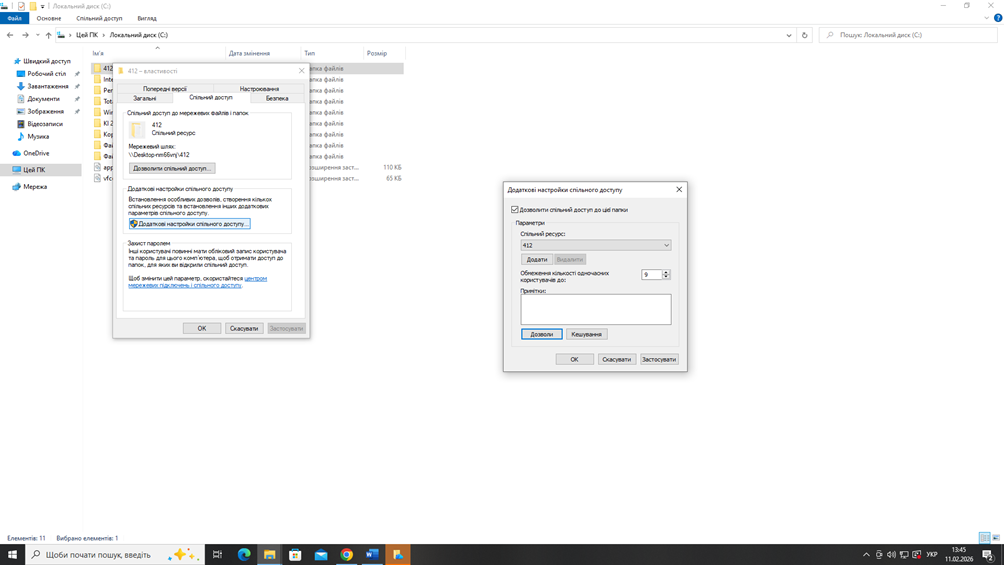 Локальний диск (C:)
Файл Основне Спільний доступ Вигляд
Цей ПК › Локальний диск (C:)
Пошук: Локальний диск (C:)
Ім'я Дата змінення Тип Розмір
Швидкий доступ
Робочий стіл
Завантаження
Документи
Зображення
Відеозаписи
Музика
OneDrive
Цей ПК
Мережа
412
110 КБ
65 КБ
412 – властивості
Попередні версії Настроювання
Загальні Спільний доступ Безпека
Спільний доступ до мережевих файлів і папок
412
Спільний ресурс
Мережевий шлях:
\\Desktop-nm66vnj\412
Дозволити спільний доступ...
Додаткові настройки спільного доступу
Встановлення особливих дозволів, створення кількох
спільних ресурсів та встановлення інших додаткових
параметрів спільного доступу.
Додаткові настройки спільного доступу...
Захист паролем
Інші користувачі повинні мати обліковий запис користувача
та пароль для цього комп'ютера, щоб отримати доступ до
папок, для яких ви відкрили спільний доступ.
Щоб змінити цей параметр, скористайтеся центром
мережевих підключень і спільного доступу.
OK Скасувати Застосувати
Додаткові настройки спільного доступу
Дозволити спільний доступ до цієї папки
Параметри
Спільний ресурс:
412
Додати Видалити
Обмеження кількості одночасних
користувачів до:
9
Примітки:
Дозволи Кешування
OK Скасувати Застосувати
Елементів: 11 Вибрано елементів: 1
Щоби почати пошук, введіть
УКР
13:45
11.02.2026
2